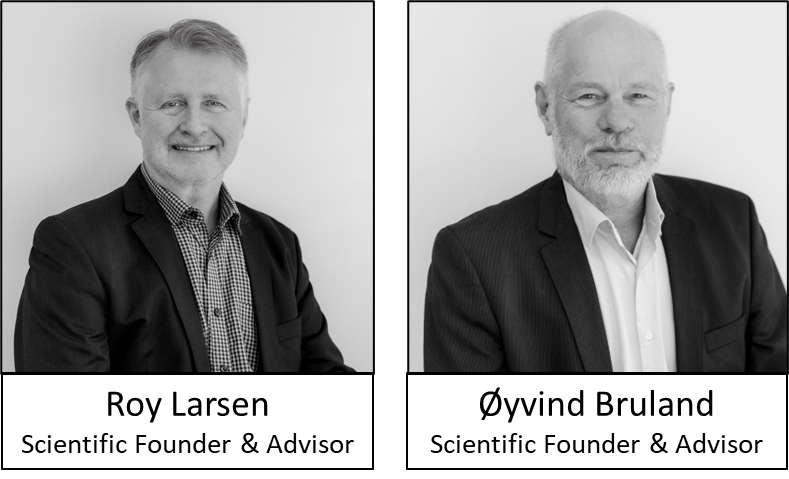 Roy Larsen
Scientific Founder & Advisor
Øyvind Bruland
Scientific Founder & Advisor